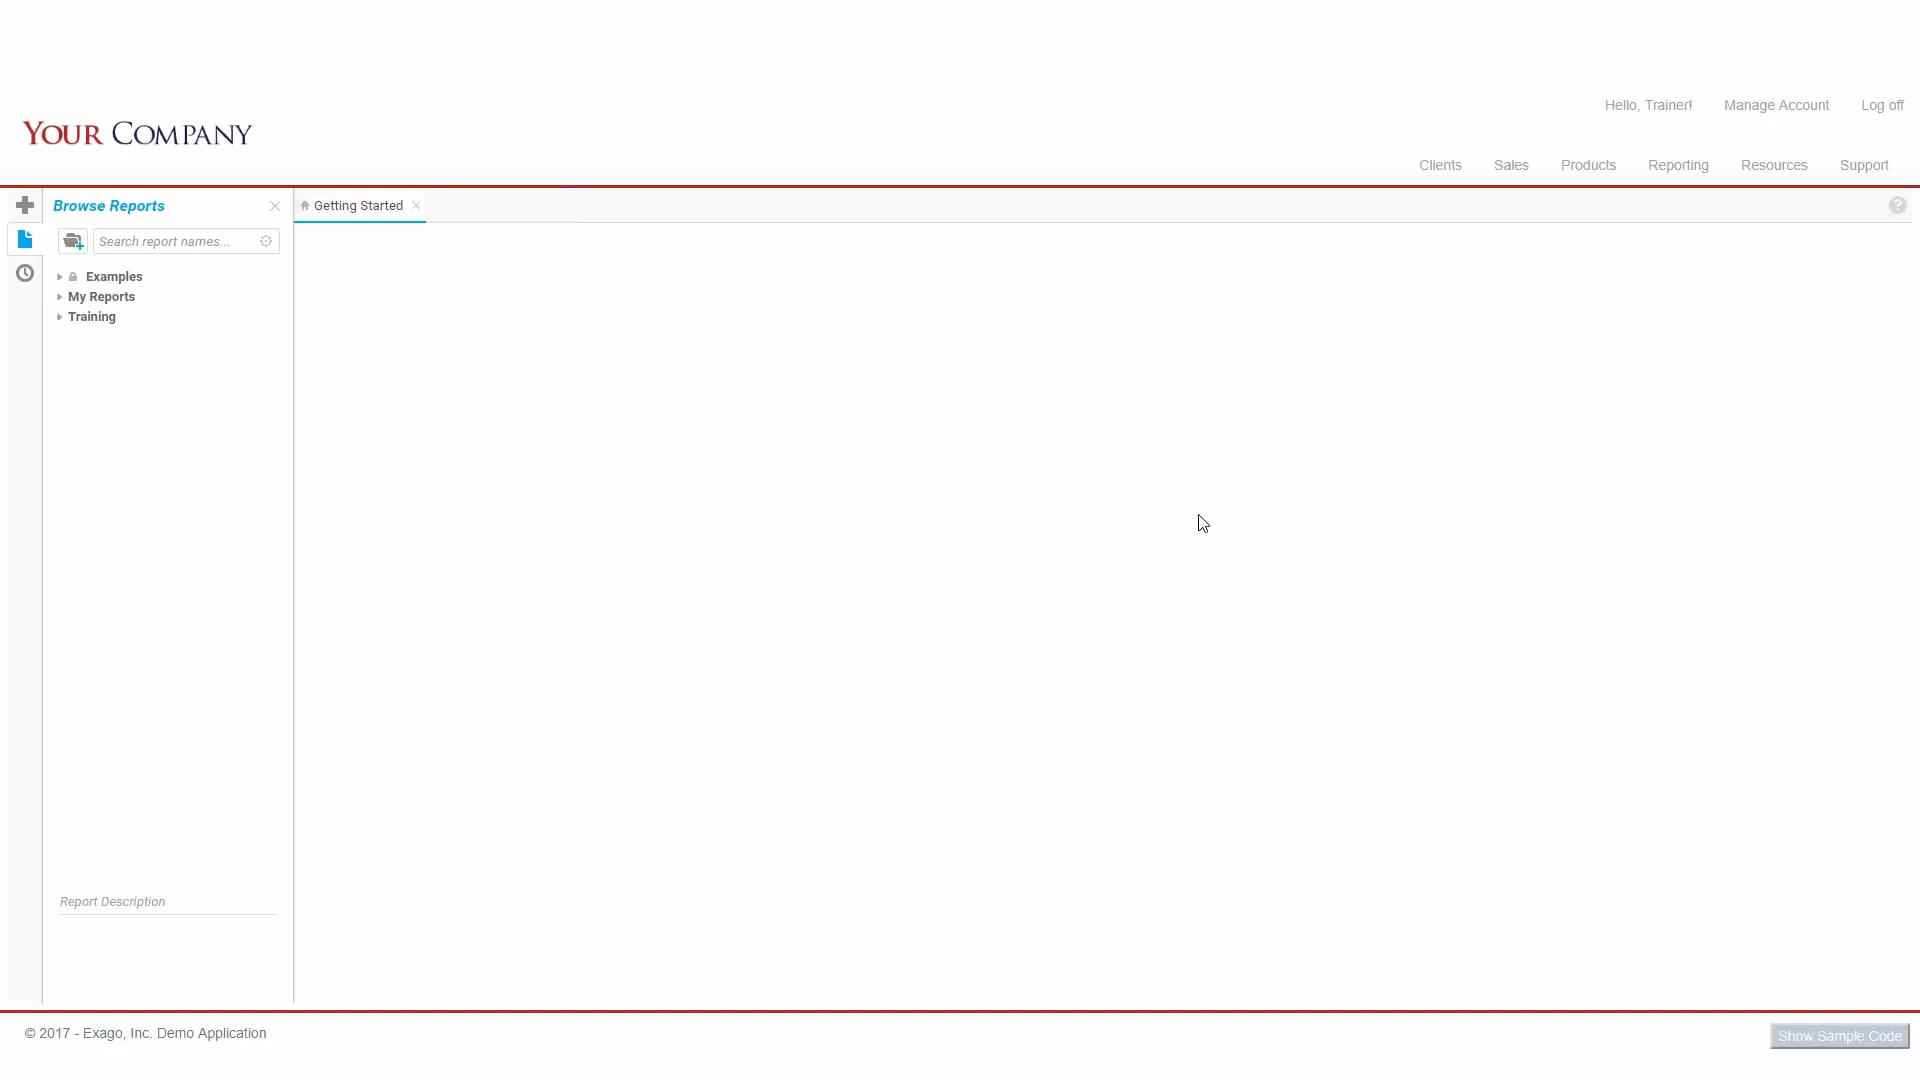 Hello, Trainer!
Manage Account
Log off
YOUR COMPANY
Clients
Sales
Products
Reporting
Resources
Support
Browse Reports
Getting Started
?
Search report names...
Examples
My Reports
Training
Report Description
© 2017 - Exago, Inc. Demo Application
Show Sample Code